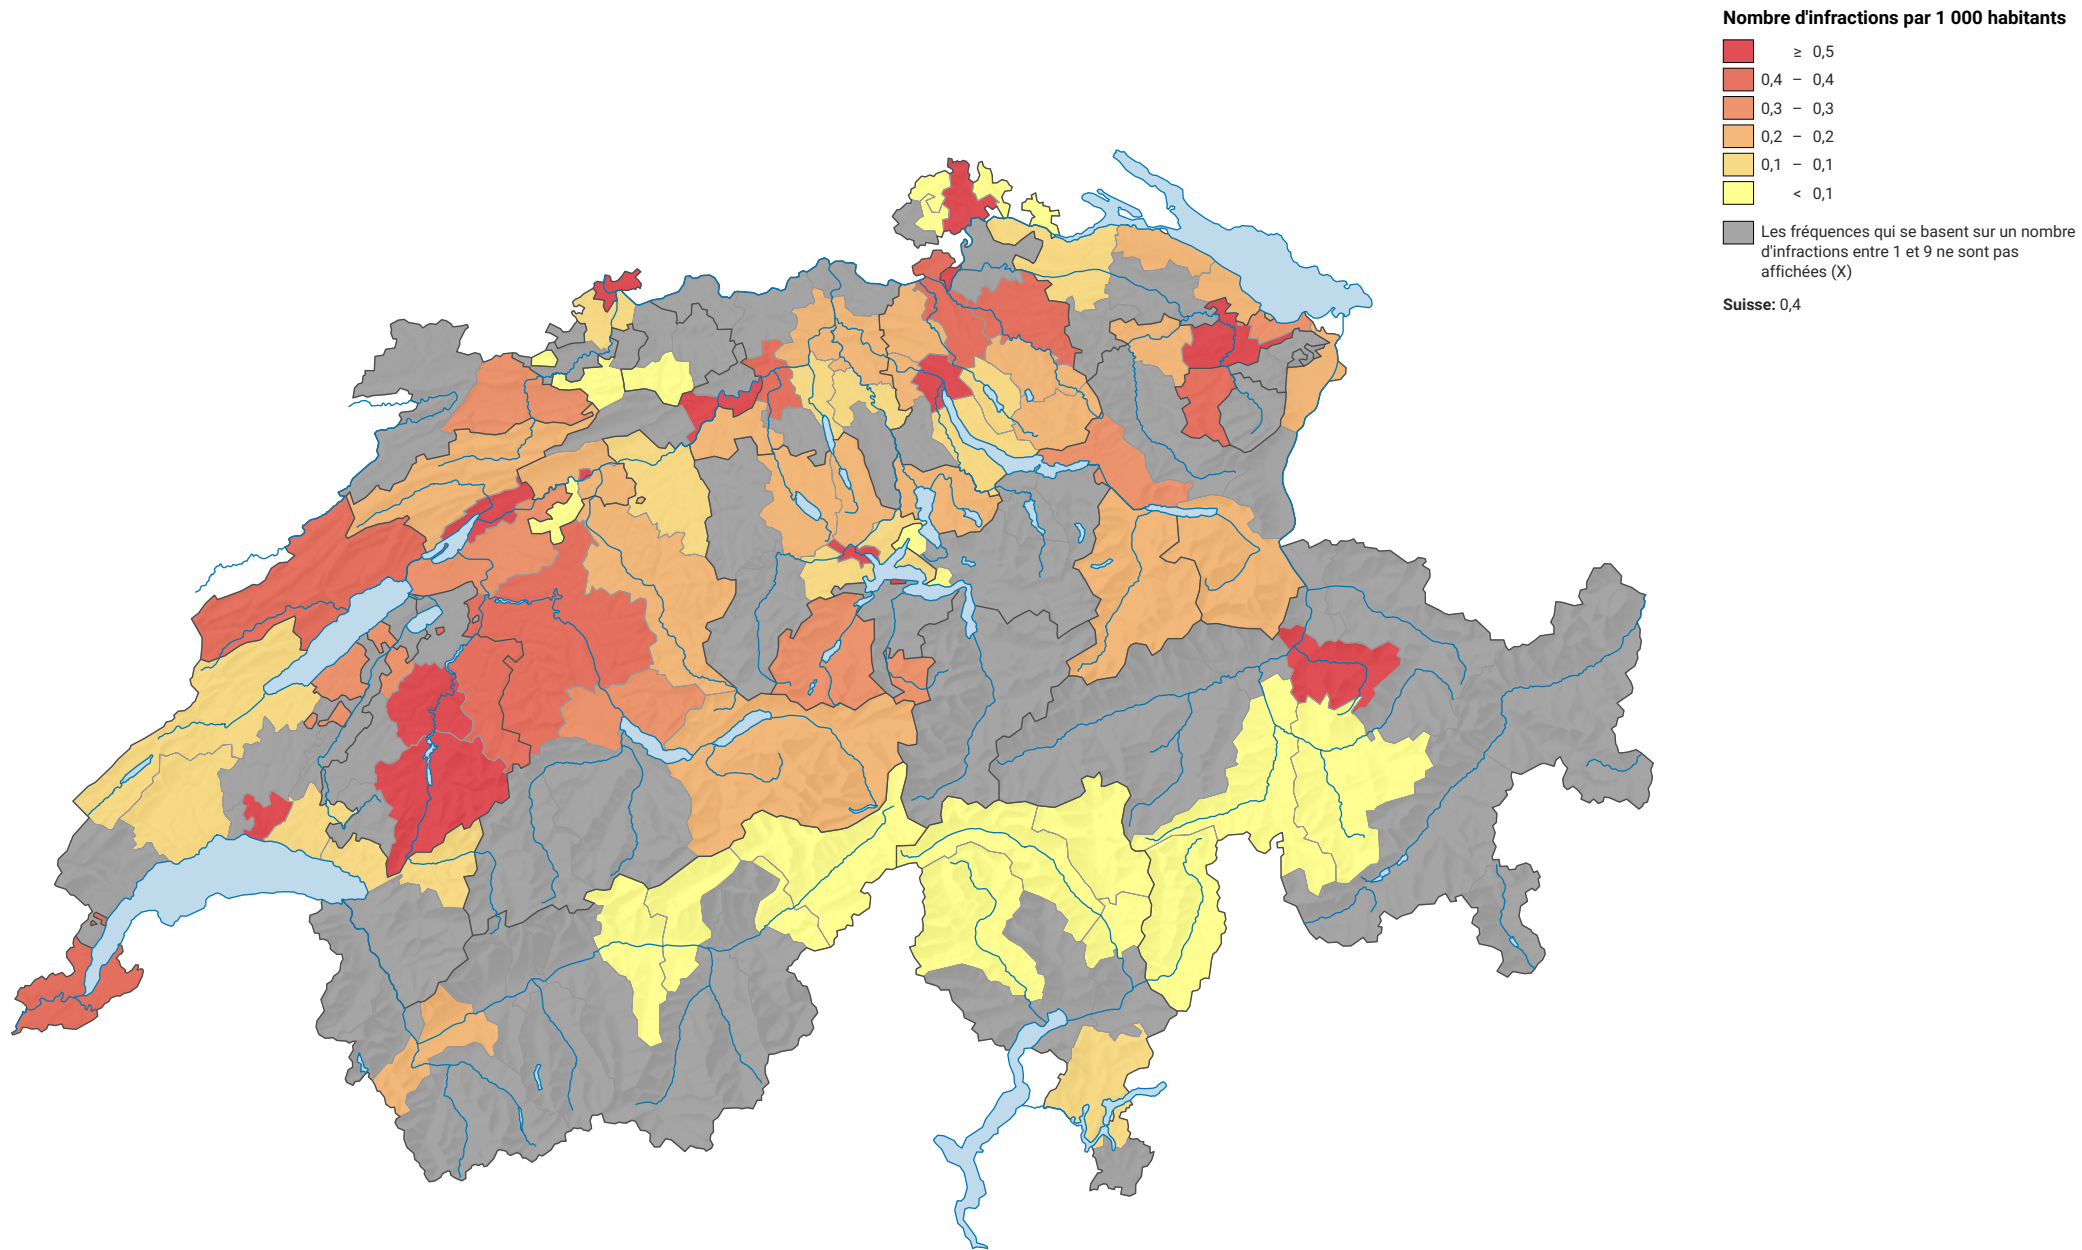 Nombre d'infractions par 1 000 habitants
≥ 0,5
0,4 – 0,4
0,3 – 0,3
0,2 – 0,2
0,1 – 0,1
< 0,1
Les fréquences qui se basent sur un nombre
d'infractions entre 1 et 9 ne sont pas
affichées (X)
Suisse: 0,4